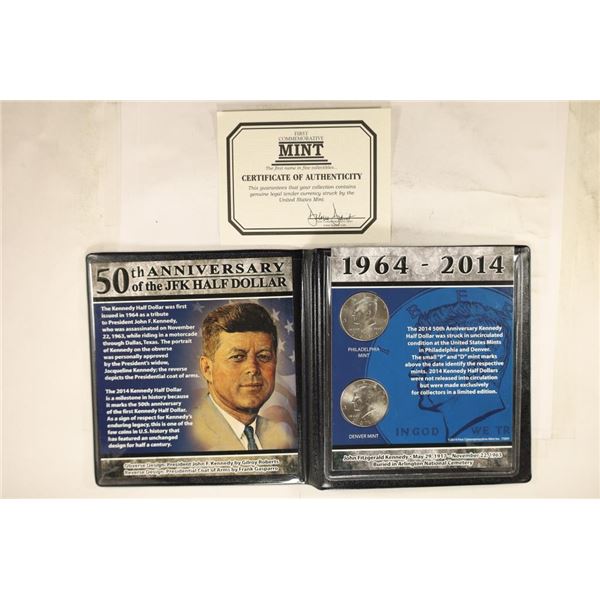 FIRST
COMMEMORATIVE
MINT
The first name in fine collectibles...
CERTIFICATE OF AUTHENTICITY
This guarantees that your collection contains
genuine legal tender currency struck by the
United States Mint.
50th ANNIVERSARY
of the JFK HALF DOLLAR
The Kennedy Half Dollar was first
issued in 1964 as a tribute
to President John F. Kennedy,
who was assassinated on November
22, 1963, while riding in a motorcade
through Dallas, Texas. The portrait
of Kennedy on the obverse
was personally approved
by the President's widow,
Jacqueline Kennedy; the reverse
depicts the Presidential coat of arms.
The 2014 Kennedy Half Dollar
is a milestone in history because
it marks the 50th anniversary
of the first Kennedy Half Dollar.
As a sign of respect for Kennedy's
enduring legacy, this is one of the
few coins in U.S. history that
has featured an unchanged
design for half a century.
Obverse Design: President John F. Kennedy by Gilroy Roberts
Reverse Design: Presidential Coat of Arms by Frank Gasparro
1964 - 2014
PHILADELPHIA
MINT
DENVER MINT
The 2014 50th Anniversary Kennedy
Half Dollar was struck in uncirculated
condition at the United States Mints
in Philadelphia and Denver.
The small "P" and "D" mint marks
above the date identify the respective
mints. 2014 Kennedy Half Dollars
were not released into circulation
but were made exclusively
for collectors in a limited edition.
IN GOD WE TR
John Fitzgerald Kennedy • May 29, 1917 - November 22, 1963
Buried in Arlington National Cemetery